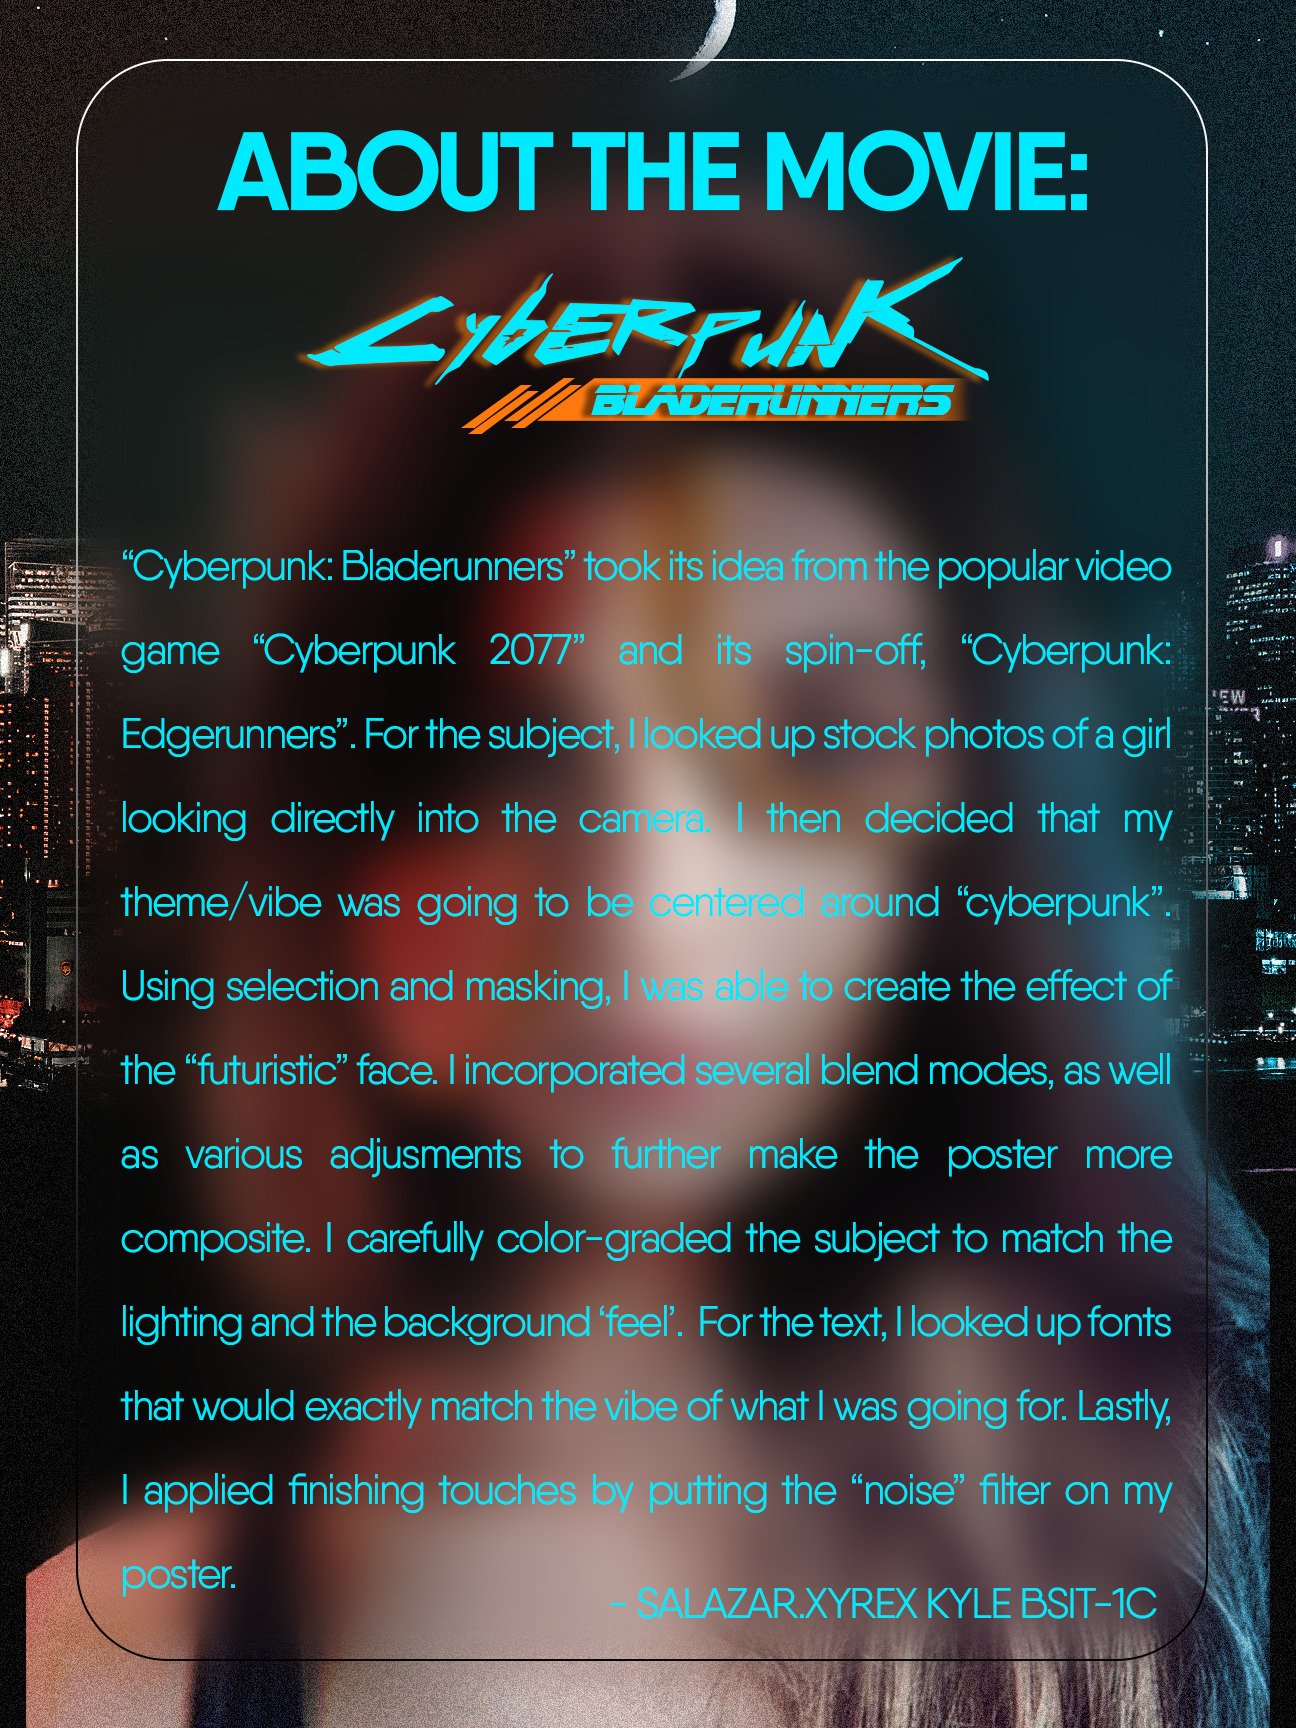 ABOUT THE MOVIE:
CYbERPUNK
BLADERUNNERS
“Cyberpunk: Bladerunners” took its idea from the popular video
game “Cyberpunk 2077” and its spin-off, “Cyberpunk:
Edgerunners”. For the subject, I looked up stock photos of a girl
looking directly into the camera. I then decided that my
theme/vibe was going to be centered around “cyberpunk”.
Using selection and masking, I was able to create the effect of
the “futuristic” face. I incorporated several blend modes, as well
as various adjusments to further make the poster more
composite. I carefully color-graded the subject to match the
lighting and the background ‘feel’.  For the text, I looked up fonts
that would exactly match the vibe of what I was going for. Lastly,
I applied finishing touches by putting the “noise” filter on my
poster.
- SALAZAR.XYREX KYLE BSIT-1C